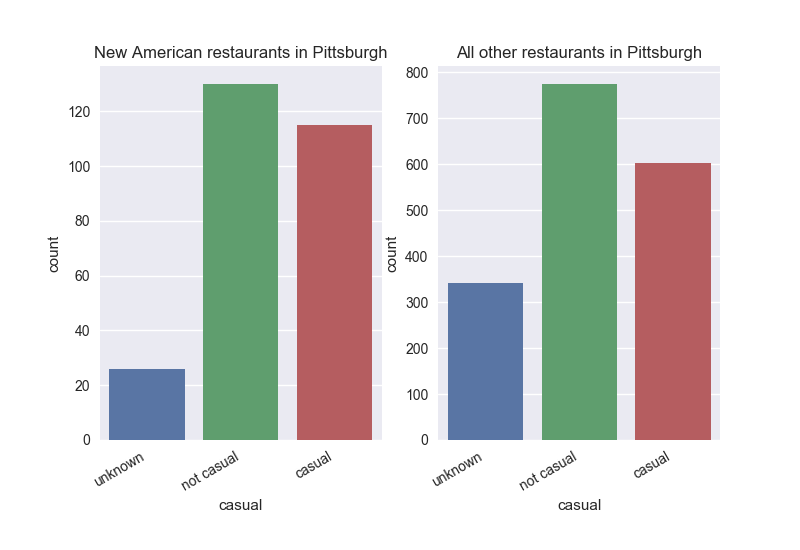 New American restaurants in Pittsburgh
count
120
100
80
60
40
20
0
unknown
not casual
casual
casual
All other restaurants in Pittsburgh
count
800
700
600
500
400
300
200
100
0
unknown
not casual
casual
casual